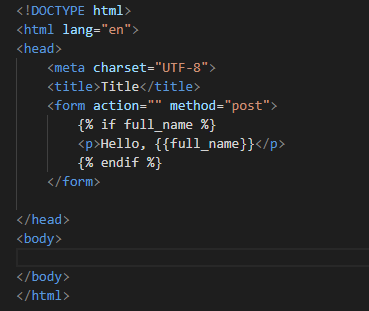 <!DOCTYPE html>
<html lang="en">
<head>
    <meta charset="UTF-8">
    <title>Title</title>
    <form action="" method="post">
        {% if full_name %}
        <p>Hello, {{full_name}}</p>
        {% endif %}
    </form>

</head>
<body>

</body>
</html>